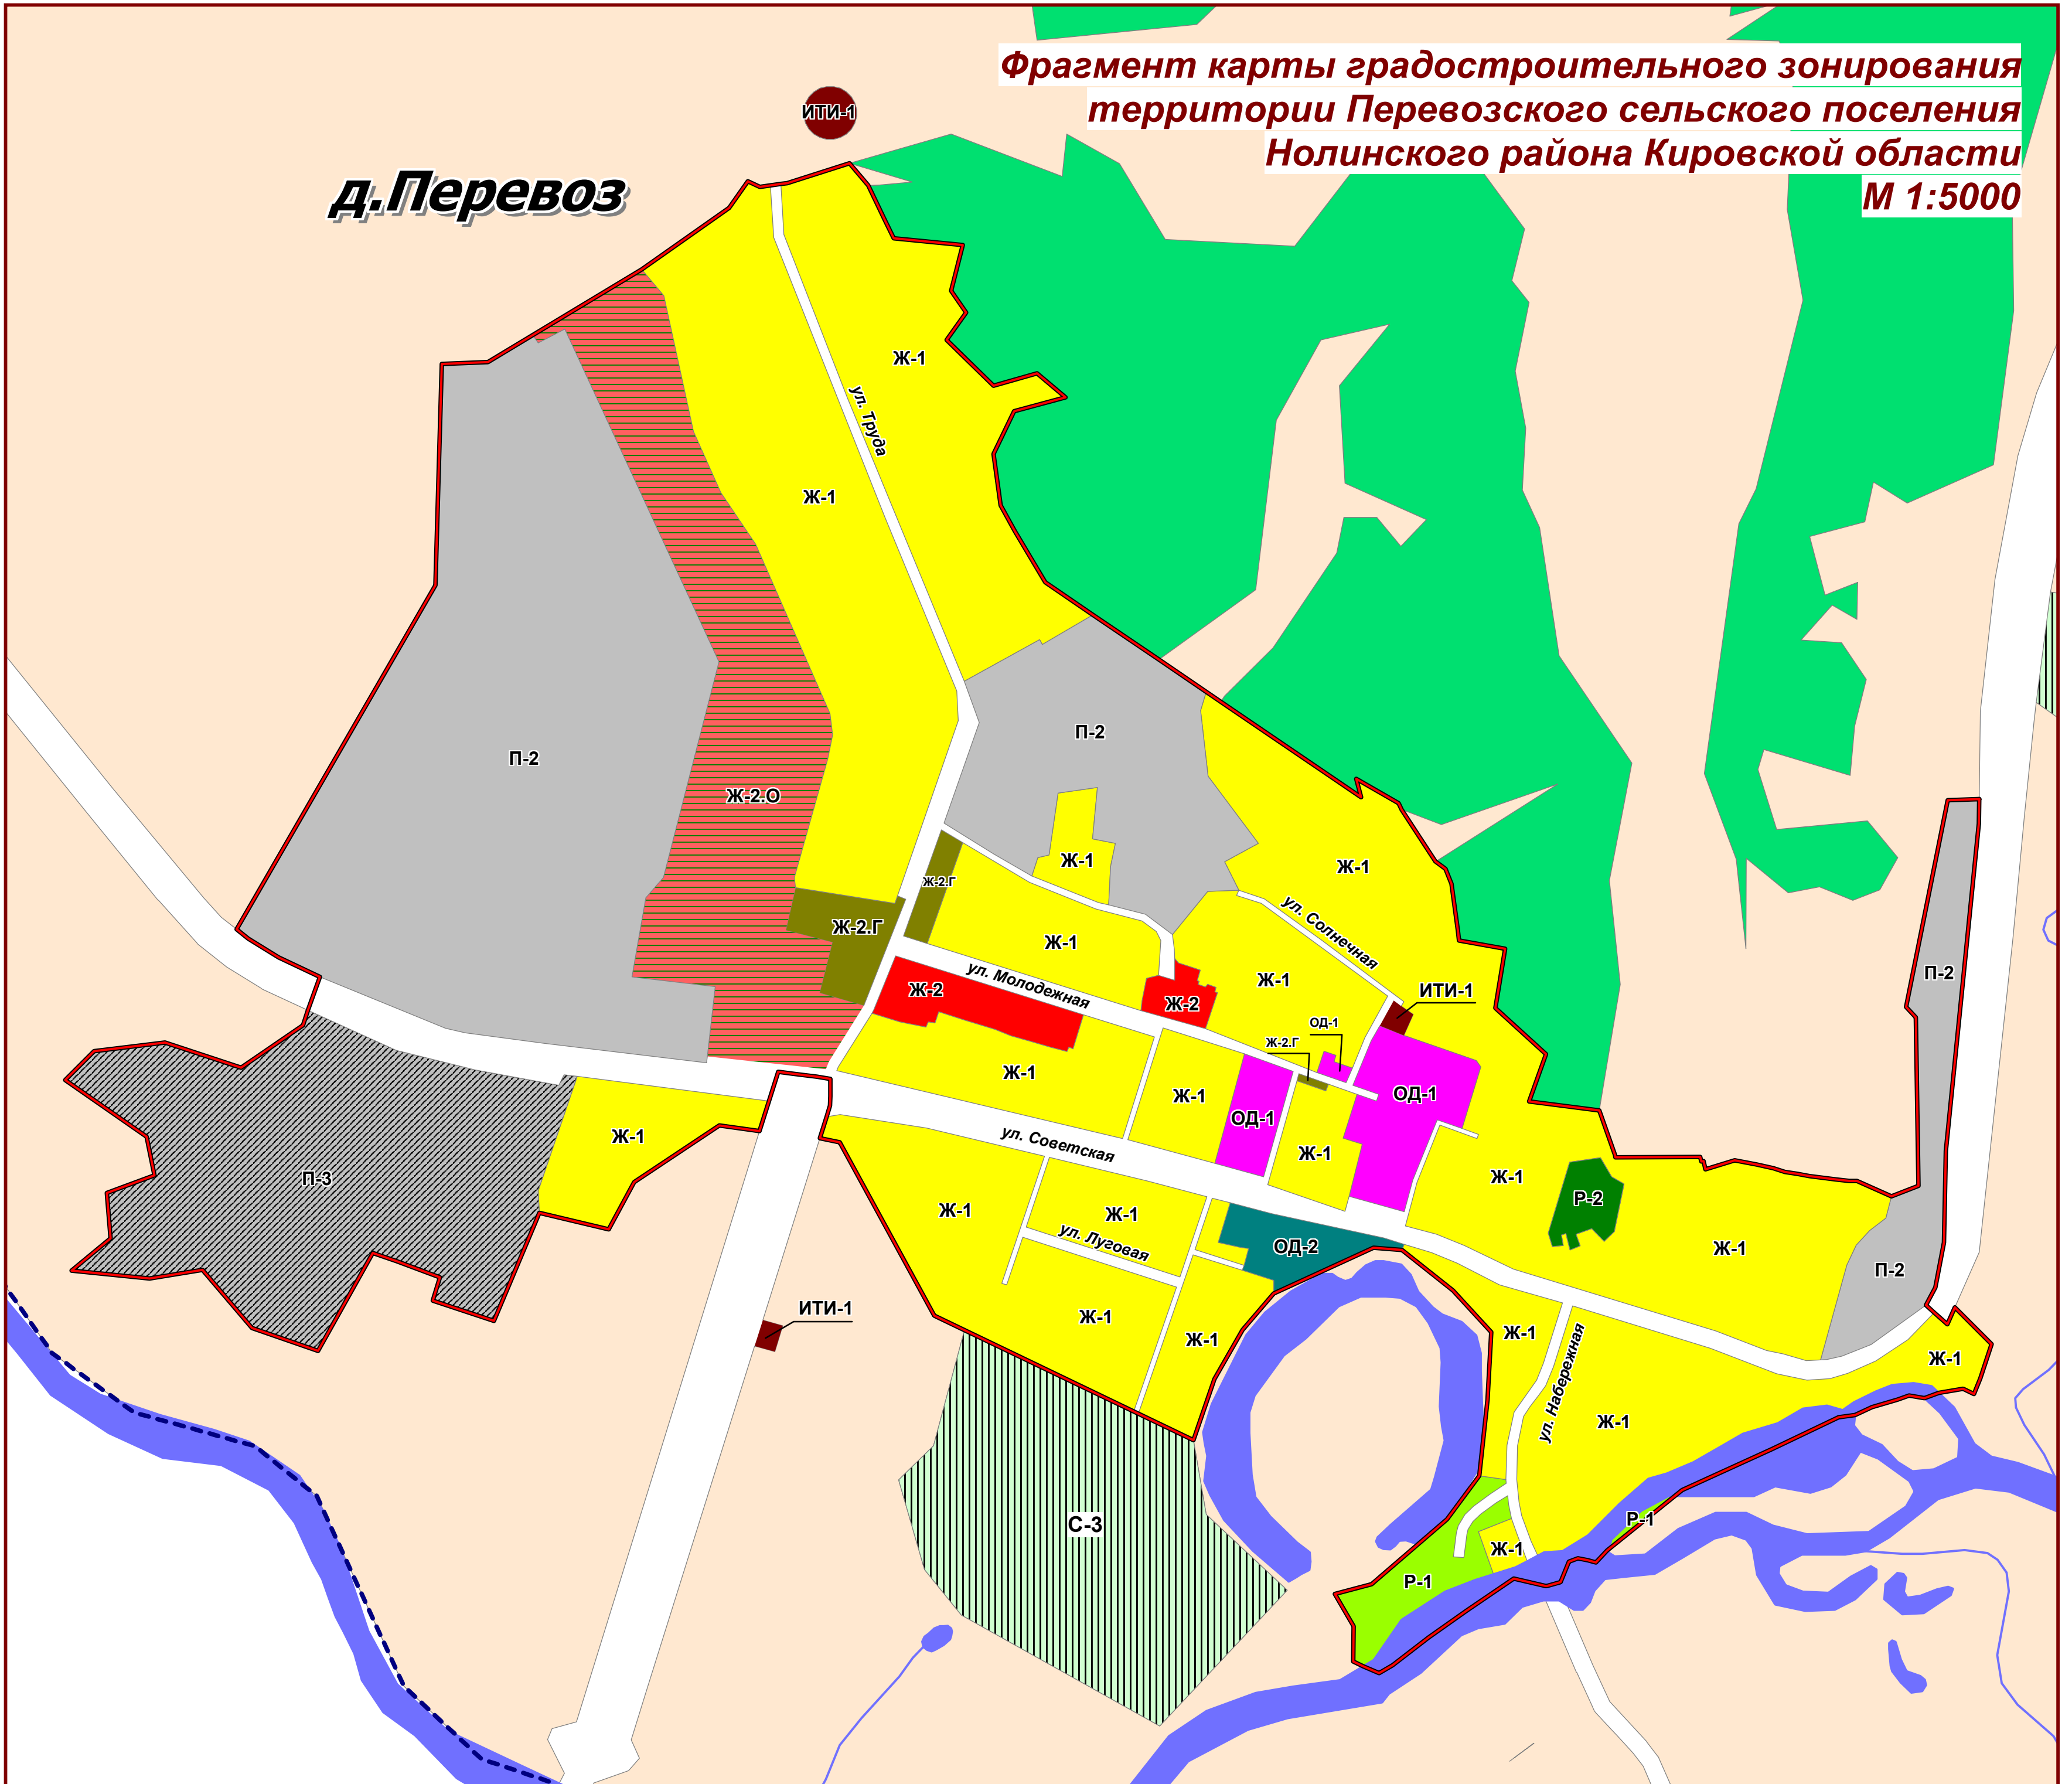 Фрагмент карты градостроительного зонирования
территории Перевозского сельского поселения
Нолинского района Кировской области
М 1:5000
ИТИ-1
д.Перевоз
Ж-1
ул. Труда
Ж-1
П-2
П-2
Ж-2.О
Ж-1
Ж-1
Ж-2.Г
ул. Солнечная
Ж-2.Г
Ж-1
П-2
ул. Молодежная
Ж-1
Ж-2
Ж-2
ИТИ-1
ОД-1
Ж-2.Г
Ж-1
Ж-1
ОД-1
ОД-1
Ж-1
ул. Советская
Ж-1
П-3
Ж-1
Р-2
Ж-1
Ж-1
ул. Луговая
ОД-2
Ж-1
П-2
ИТИ-1
Ж-1
Ж-1
Ж-1
Ж-1
ул. Набережная
Ж-1
С-3
Р-1
Ж-1
Р-1